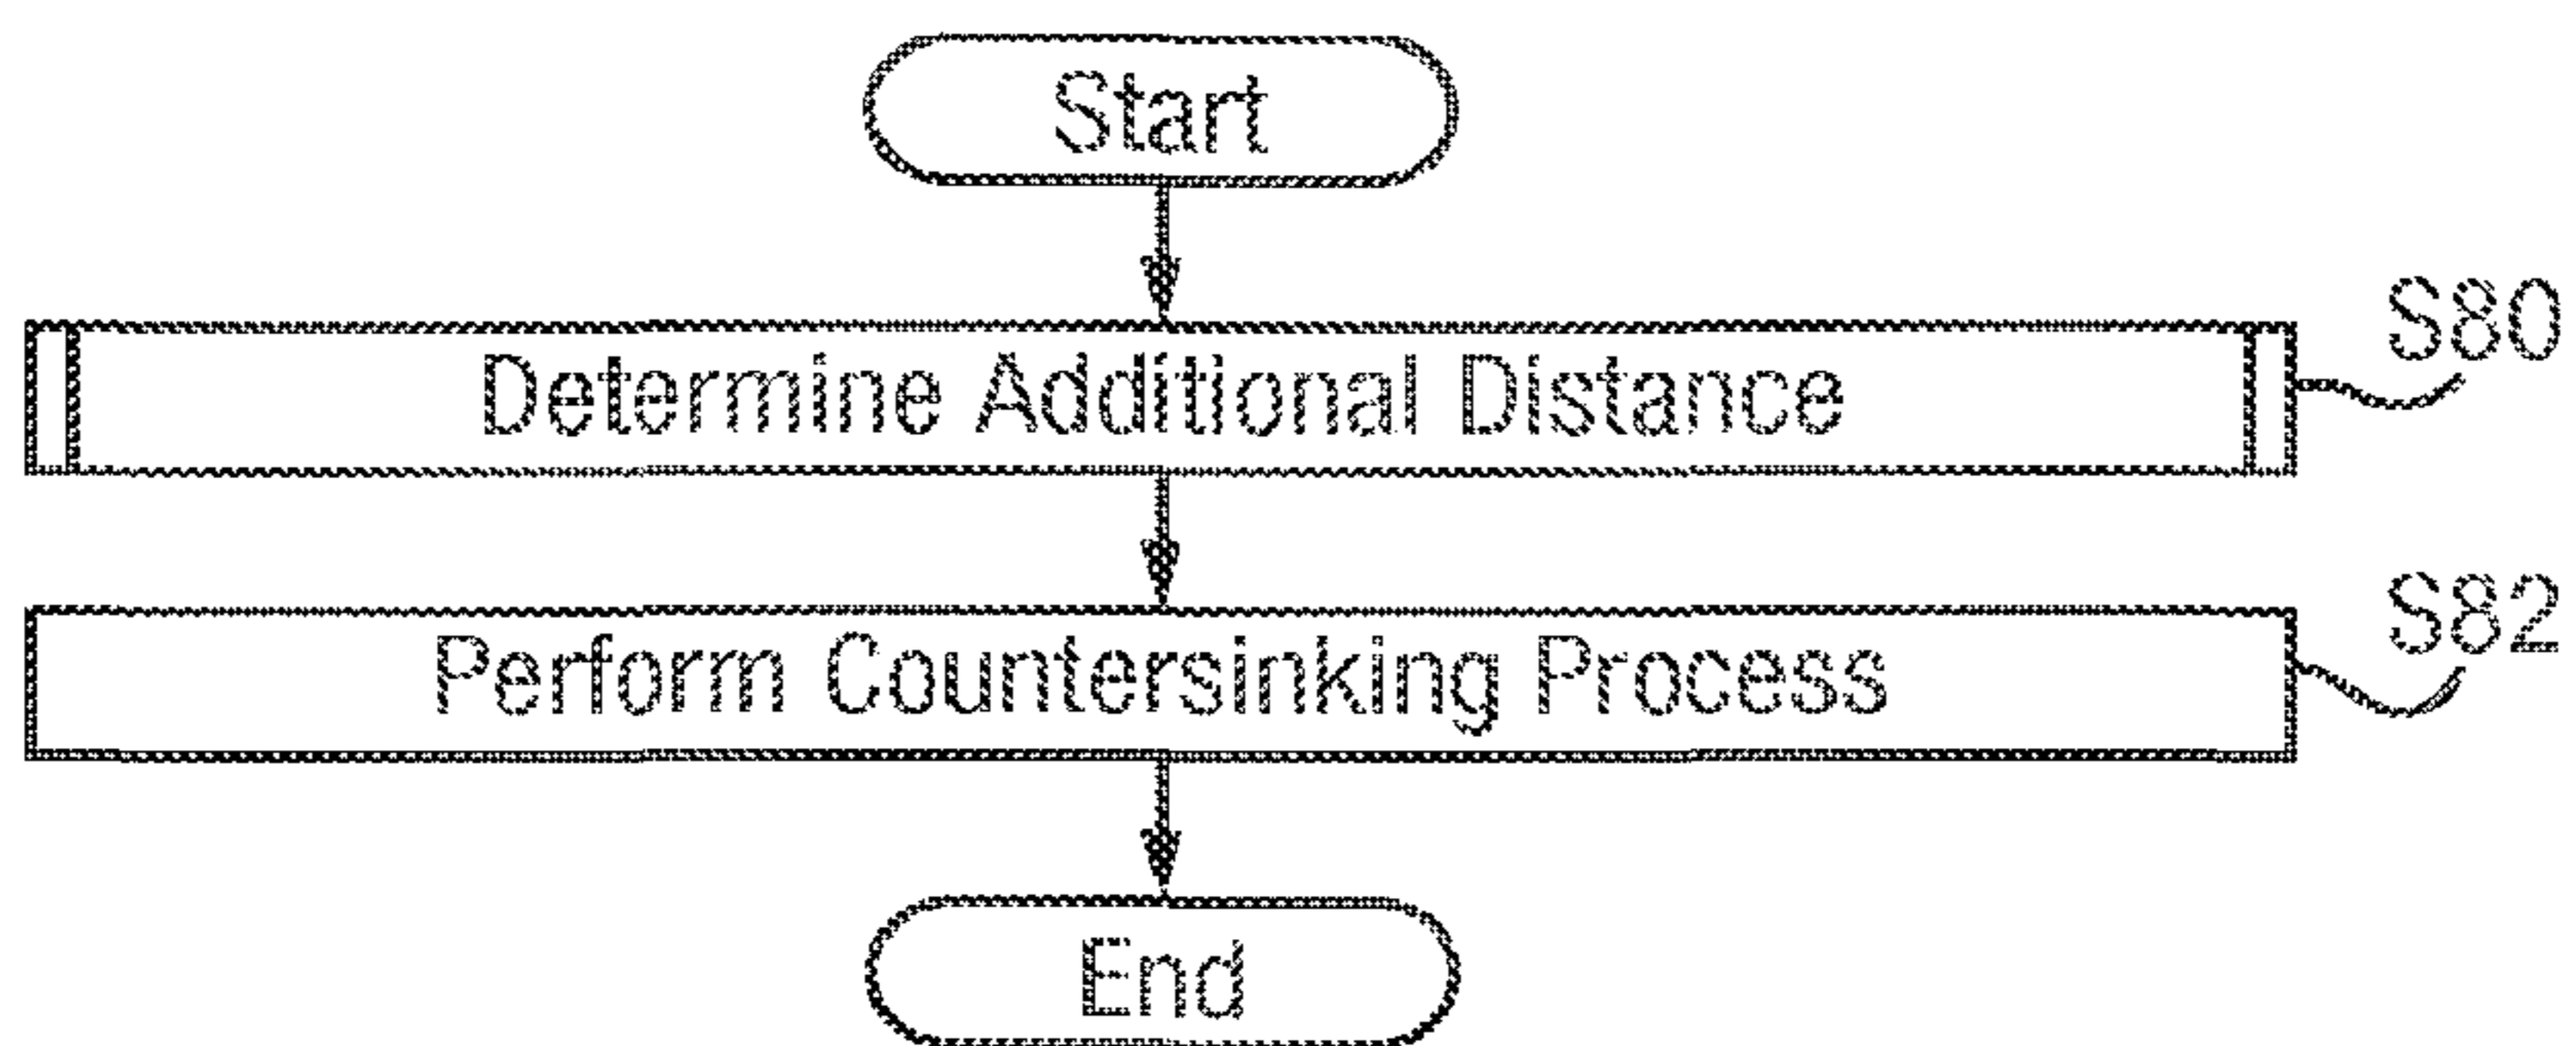 Start
Determine Additional Distance
S80
Perform Countersinking Process
S82
End